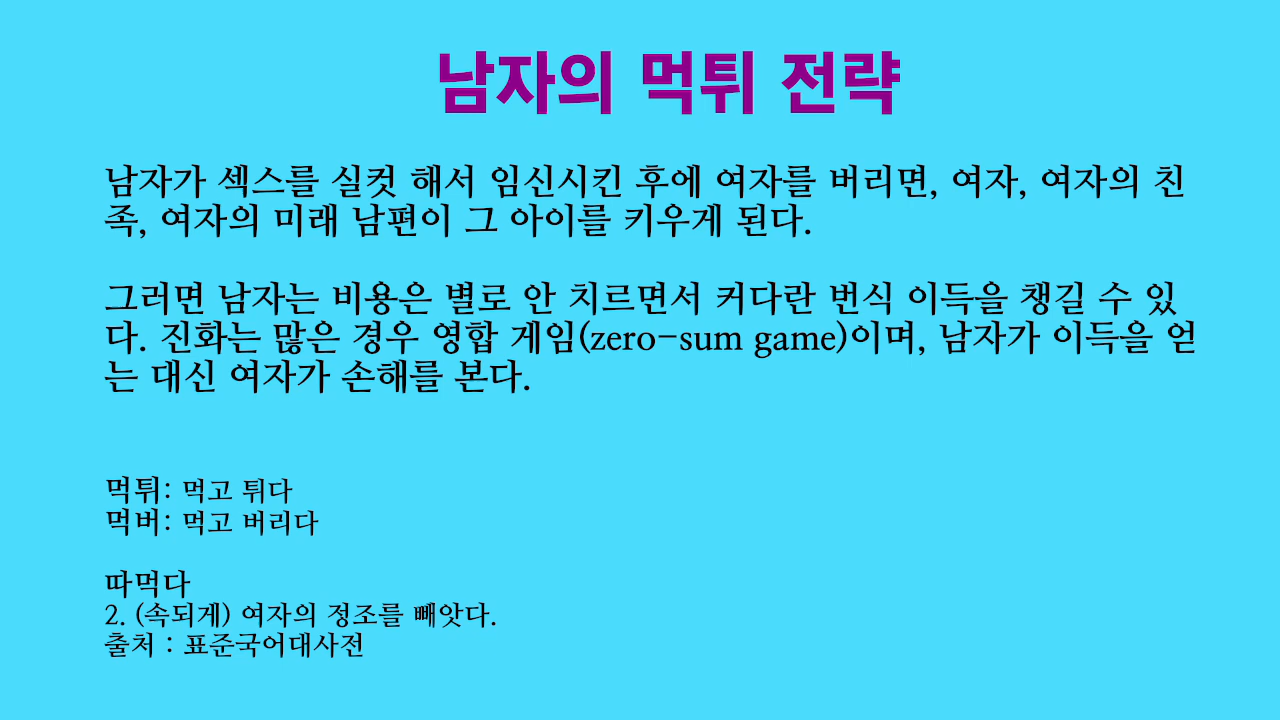 남자의 먹튀 전략
남자가 섹스를 실컷 해서 임신시킨 후에 여자를 버리면, 여자, 여자의 친
족, 여자의 미래 남편이 그 아이를 키우게 된다.
그러면 남자는 비용은 별로 안 치르면서 커다란 번식 이득을 챙길 수 있
다. 진화는 많은 경우 영합 게임(zero-sum game)이며, 남자가 이득을 얻
는 대신 여자가 손해를 본다.
먹튀: 먹고 튀다
먹버: 먹고 버리다
따먹다
2. (속되게) 여자의 정조를 빼앗다.
출처 : 표준국어대사전